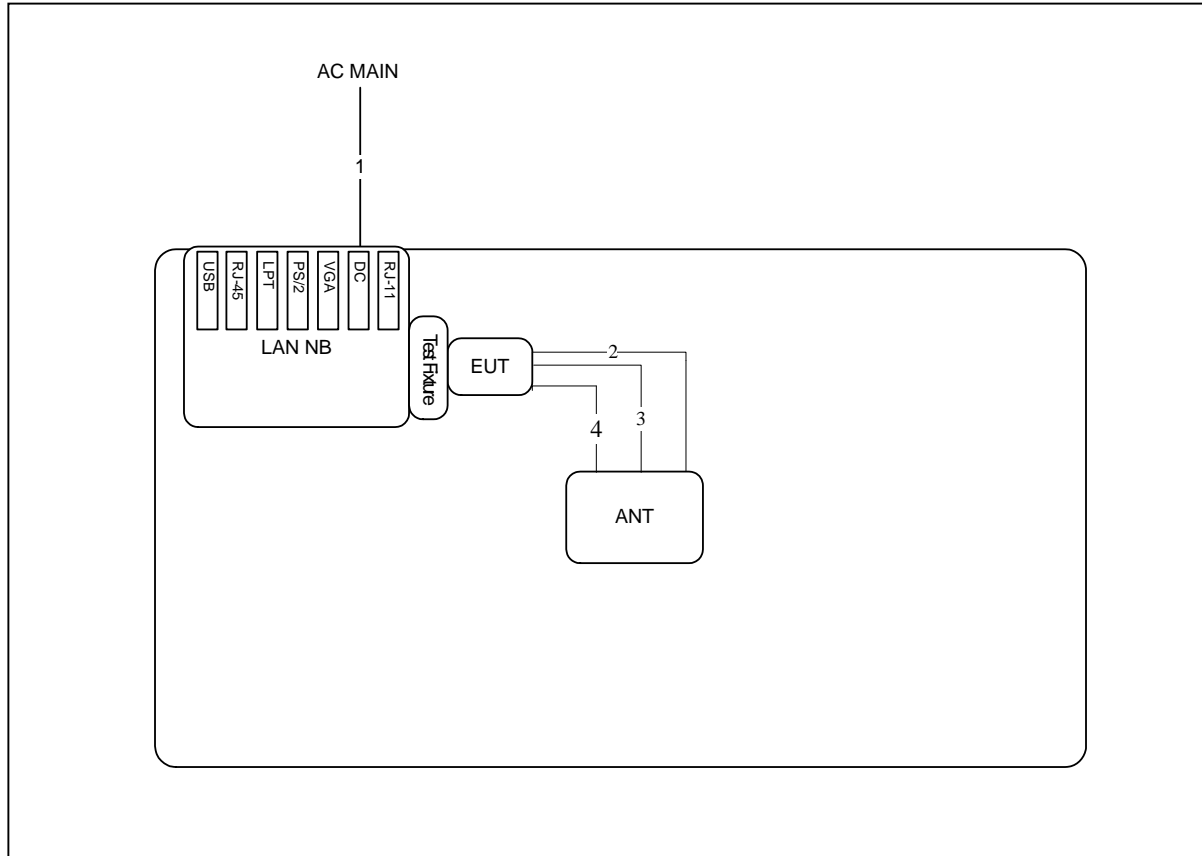 AC MAIN
1
USB
RJ-45
LPT
PS/2
VGA
DC
RJ-11
LAN NB
Test Fixture
EUT
2
3
4
ANT